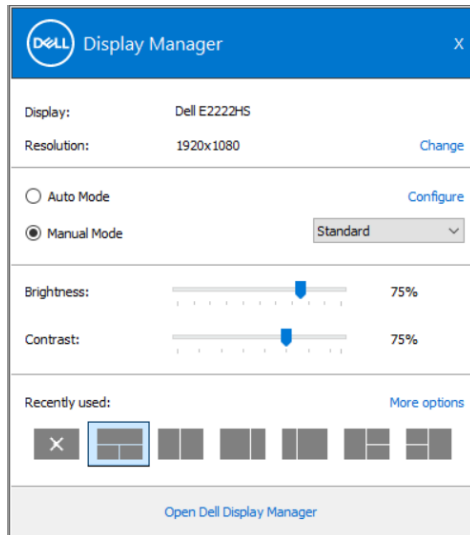 DELL Display Manager X
Display: Dell E2222HS
Resolution: 1920x1080 Change
Auto Mode Configure
Manual Mode Standard
Brightness: 75%
Contrast: 75%
Recently used: More options
Open Dell Display Manager